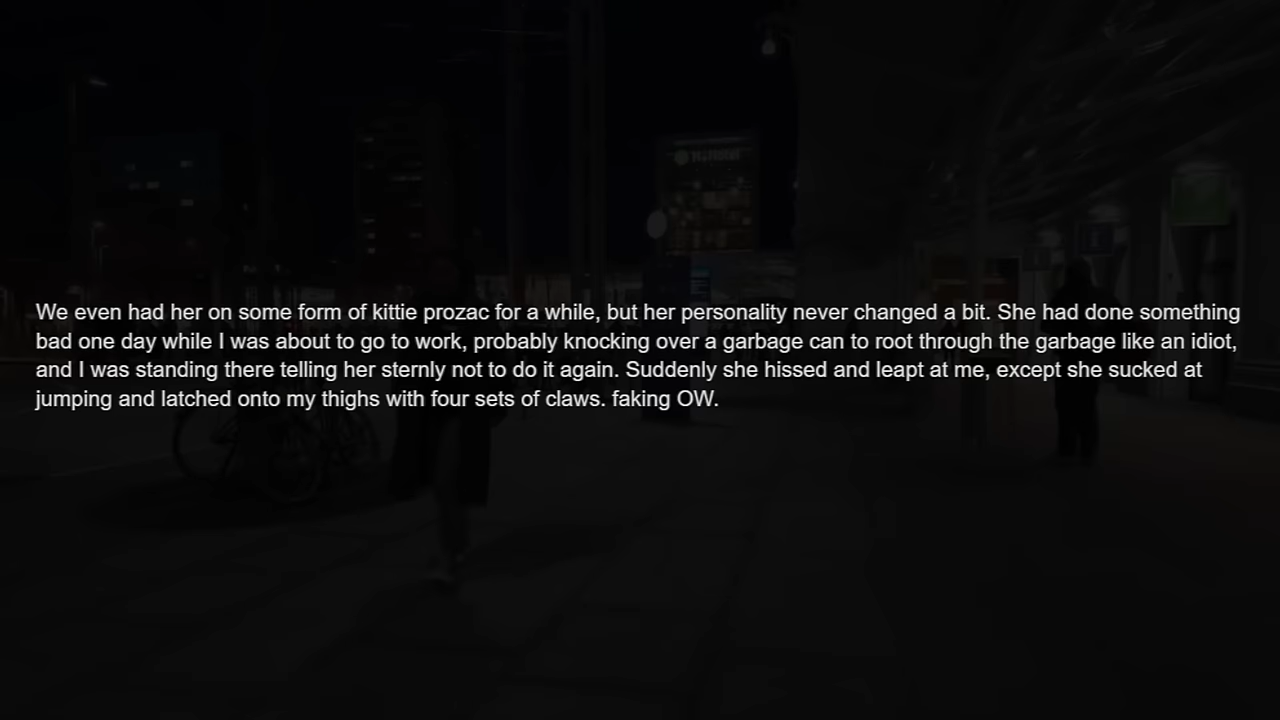 We even had her on some form of kittie prozac for a while, but her personality never changed a bit. She had done something
bad one day while I was about to go to work, probably knocking over a garbage can to root through the garbage like an idiot,
and I was standing there telling her sternly not to do it again. Suddenly she hissed and leapt at me, except she sucked at
jumping and latched onto my thighs with four sets of claws. faking OW.